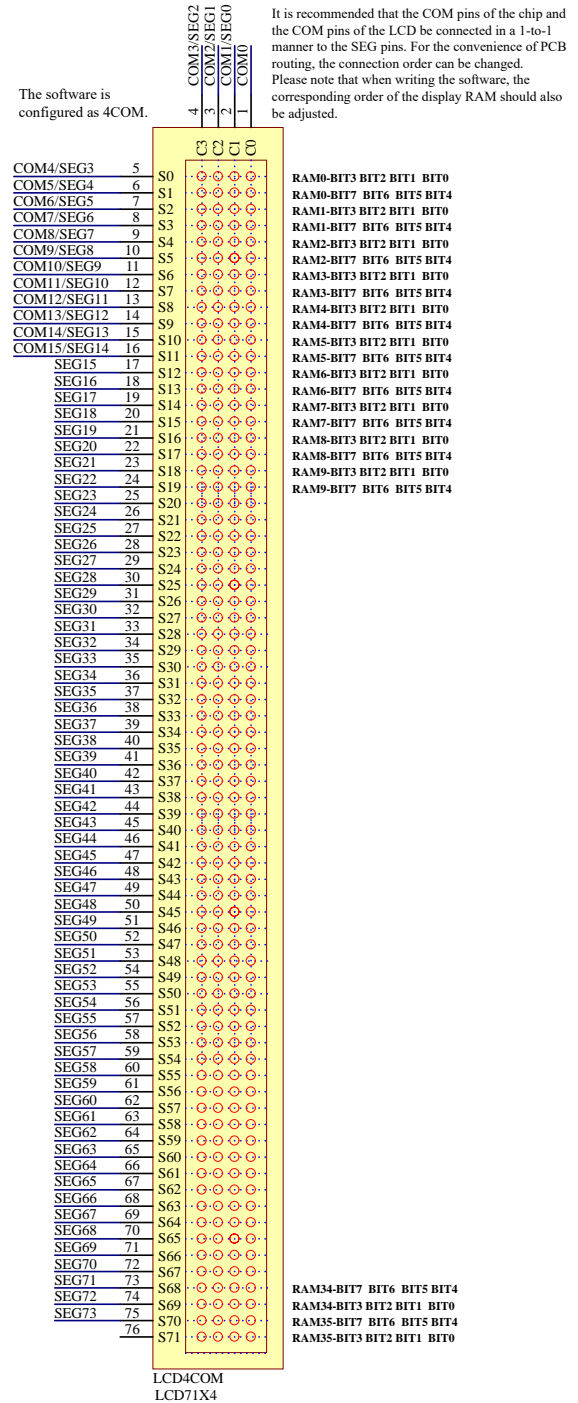 COM3/SEG2
COM2/SEG1
COM1/SEG0
COM0
It is recommended that the COM pins of the chip and
the COM pins of the LCD be connected in a 1-to-1
manner to the SEG pins. For the convenience of PCB
routing, the connection order can be changed.
Please note that when writing the software, the
corresponding order of the display RAM should also
be adjusted.
The software is
configured as 4COM.
4 3 2 1
C3 C2 C1 C0
COM4/SEG3 5 S0 RAM0-BIT3 BIT2 BIT1 BIT0
COM5/SEG4 6 S1 RAM0-BIT7 BIT6 BIT5 BIT4
COM6/SEG5 7 S2 RAM1-BIT3 BIT2 BIT1 BIT0
COM7/SEG6 8 S3 RAM1-BIT7 BIT6 BIT5 BIT4
COM8/SEG7 9 S4 RAM2-BIT3 BIT2 BIT1 BIT0
COM9/SEG8 10 S5 RAM2-BIT7 BIT6 BIT5 BIT4
COM10/SEG9 11 S6 RAM3-BIT3 BIT2 BIT1 BIT0
COM11/SEG10 12 S7 RAM3-BIT7 BIT6 BIT5 BIT4
COM12/SEG11 13 S8 RAM4-BIT3 BIT2 BIT1 BIT0
COM13/SEG12 14 S9 RAM4-BIT7 BIT6 BIT5 BIT4
COM14/SEG13 15 S10 RAM5-BIT3 BIT2 BIT1 BIT0
COM15/SEG14 16 S11 RAM5-BIT7 BIT6 BIT5 BIT4
SEG15 17 S12 RAM6-BIT3 BIT2 BIT1 BIT0
SEG16 18 S13 RAM6-BIT7 BIT6 BIT5 BIT4
SEG17 19 S14 RAM7-BIT3 BIT2 BIT1 BIT0
SEG18 20 S15 RAM7-BIT7 BIT6 BIT5 BIT4
SEG19 21 S16 RAM8-BIT3 BIT2 BIT1 BIT0
SEG20 22 S17 RAM8-BIT7 BIT6 BIT5 BIT4
SEG21 23 S18 RAM9-BIT3 BIT2 BIT1 BIT0
SEG22 24 S19 RAM9-BIT7 BIT6 BIT5 BIT4
SEG23 25 S20
SEG24 26 S21
SEG25 27 S22
SEG26 28 S23
SEG27 29 S24
SEG28 30 S25
SEG29 31 S26
SEG30 32 S27
SEG31 33 S28
SEG32 34 S29
SEG33 35 S30
SEG34 36 S31
SEG35 37 S32
SEG36 38 S33
SEG37 39 S34
SEG38 40 S35
SEG39 41 S36
SEG40 42 S37
SEG41 43 S38
SEG42 44 S39
SEG43 45 S40
SEG44 46 S41
SEG45 47 S42
SEG46 48 S43
SEG47 49 S44
SEG48 50 S45
SEG49 51 S46
SEG50 52 S47
SEG51 53 S48
SEG52 54 S49
SEG53 55 S50
SEG54 56 S51
SEG55 57 S52
SEG56 58 S53
SEG57 59 S54
SEG58 60 S55
SEG59 61 S56
SEG60 62 S57
SEG61 63 S58
SEG62 64 S59
SEG63 65 S60
SEG64 66 S61
SEG65 67 S62
SEG66 68 S63
SEG67 69 S64
SEG68 70 S65
SEG69 71 S66
SEG70 72 S67
SEG71 73 S68 RAM34-BIT7 BIT6 BIT5 BIT4
SEG72 74 S69 RAM34-BIT3 BIT2 BIT1 BIT0
SEG73 75 S70 RAM35-BIT7 BIT6 BIT5 BIT4
76 S71 RAM35-BIT3 BIT2 BIT1 BIT0
LCD4COM
LCD71X4